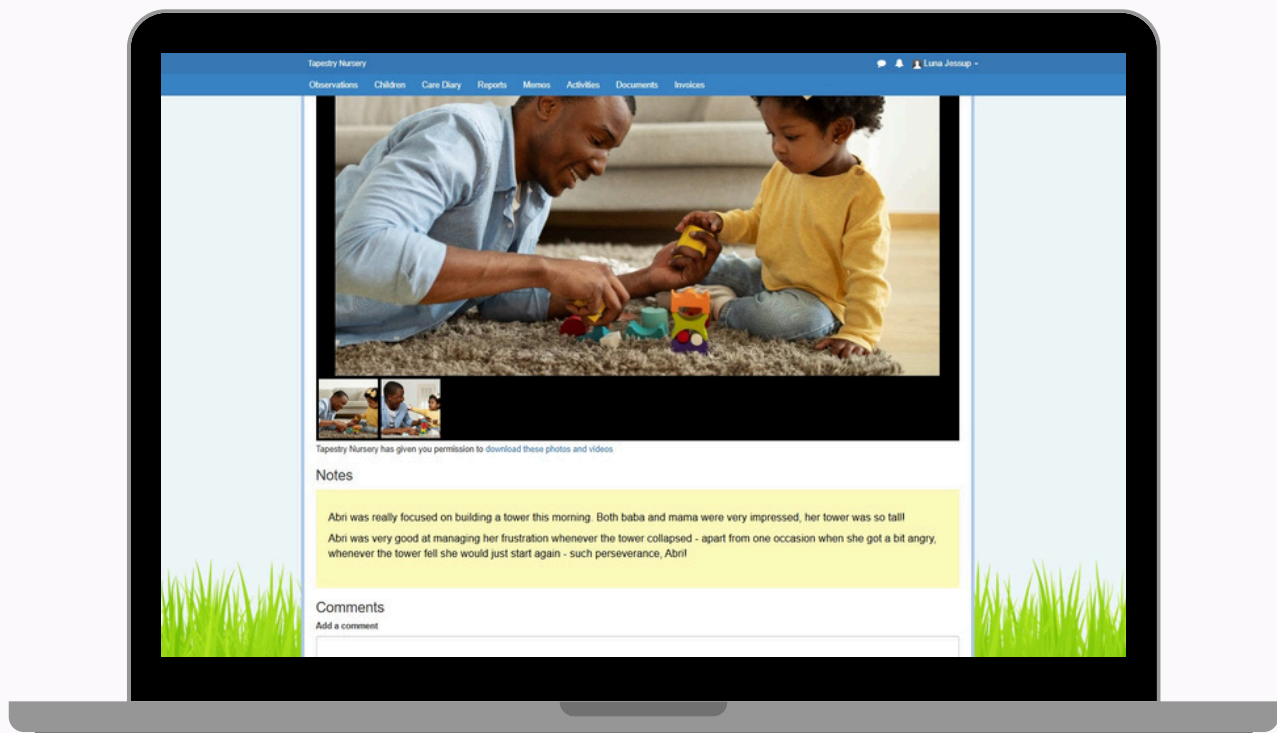 Tapestry Nursery
Luna Jessup
Observations Children Care Diary Reports Memos Activities Documents Invoices
Tapestry Nursery has given you permission to download these photos and videos
Notes
Abri was really focused on building a tower this morning. Both baba and mama were very impressed, her tower was so tall!
Abri was very good at managing her frustration whenever the tower collapsed - apart from one occasion when she got a bit angry,
whenever the tower fell she would just start again - such perseverance, Abri!
Comments
Add a comment